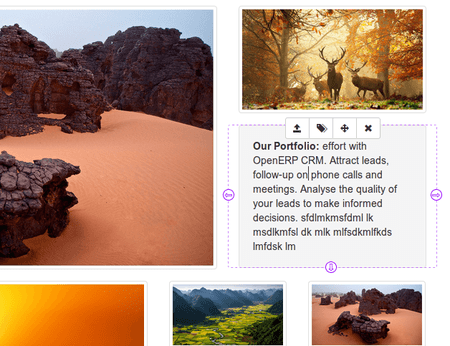 Our Portfolio: effort with
OpenERP CRM. Attract leads,
follow-up on phone calls and
meetings. Analyse the quality of
your leads to make informed
decisions. sfdlmkmsfdml lk
msdlkmfsl dk mlk mlfsdkmlfkds
lmfdsk lm